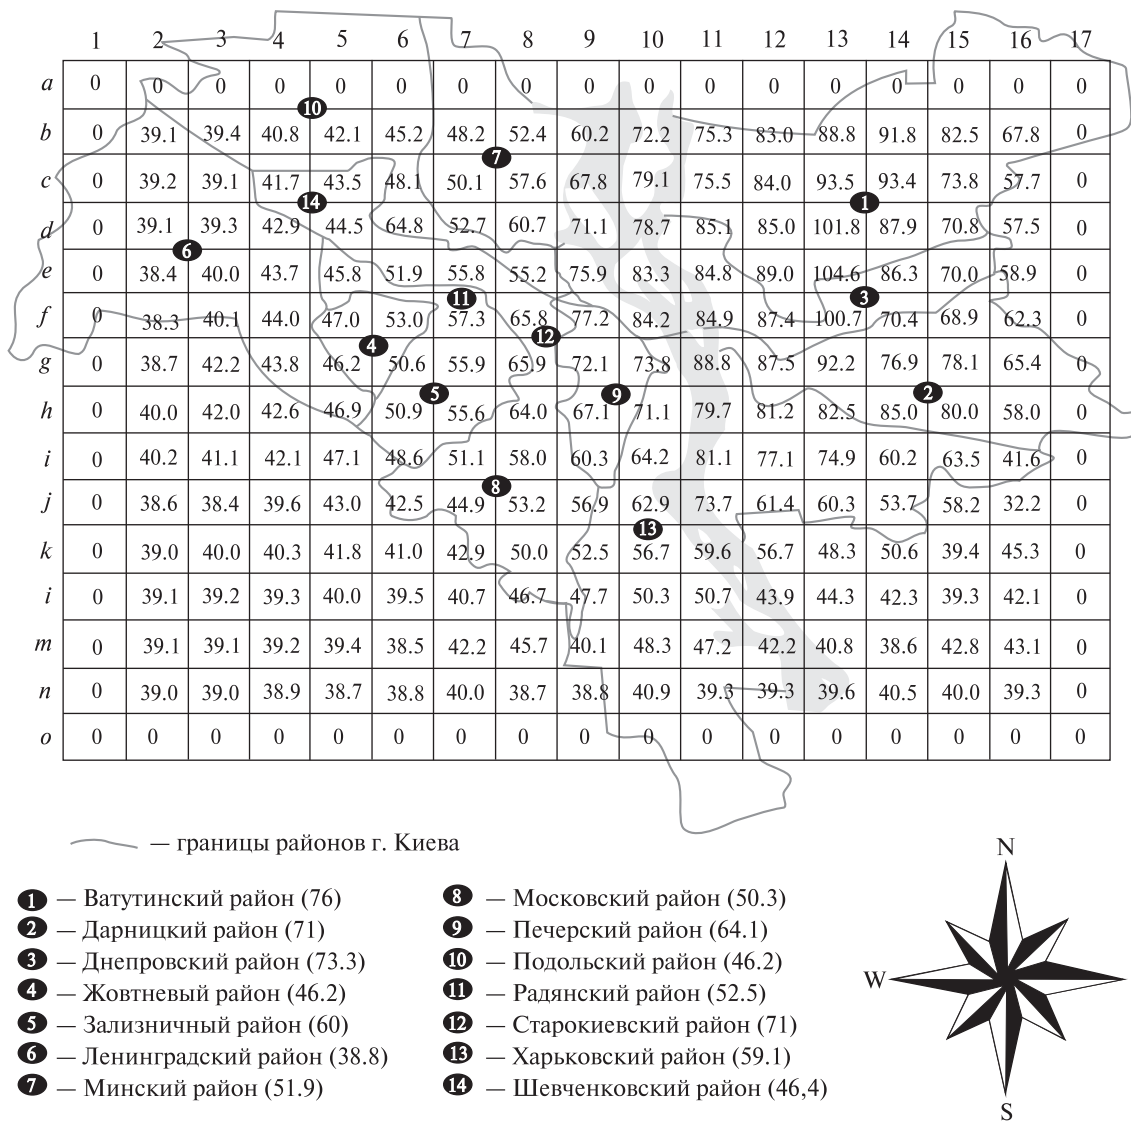 1 2 3 4 5 6 7 8 9 10 11 12 13 14 15 16 17
a 0 0 0 0 0 0 0 0 0 0 0 0 0 0 0 0 0
10
b 0 39.1 39.4 40.8 42.1 45.2 48.2 52.4 60.2 72.2 75.3 83.0 88.8 91.8 82.5 67.8 0
7
c 0 39.2 39.1 41.7 43.5 48.1 50.1 57.6 67.8 79.1 75.5 84.0 93.5 93.4 73.8 57.7 0
14 1
d 0 39.1 39.3 42.9 44.5 64.8 52.7 60.7 71.1 78.7 85.1 85.0 101.8 87.9 70.8 57.5 0
6
e 0 38.4 40.0 43.7 45.8 51.9 55.8 55.2 75.9 83.3 84.8 89.0 104.6 86.3 70.0 58.9 0
11 3
f 0 38.3 40.1 44.0 47.0 53.0 57.3 65.8 77.2 84.2 84.9 87.4 100.7 70.4 68.9 62.3 0
4 12
g 0 38.7 42.2 43.8 46.2 50.6 55.9 65.9 72.1 73.8 88.8 87.5 92.2 76.9 78.1 65.4 0
5 9 2
h 0 40.0 42.0 42.6 46.9 50.9 55.6 64.0 67.1 71.1 79.7 81.2 82.5 85.0 80.0 58.0 0
i 0 40.2 41.1 42.1 47.1 48.6 51.1 58.0 60.3 64.2 81.1 77.1 74.9 60.2 63.5 41.6 0
8
j 0 38.6 38.4 39.6 43.0 42.5 44.9 53.2 56.9 62.9 73.7 61.4 60.3 53.7 58.2 32.2 0
13
k 0 39.0 40.0 40.3 41.8 41.0 42.9 50.0 52.5 56.7 59.6 56.7 48.3 50.6 39.4 45.3 0
i 0 39.1 39.2 39.3 40.0 39.5 40.7 46.7 47.7 50.3 50.7 43.9 44.3 42.3 39.3 42.1 0
m 0 39.1 39.1 39.2 39.4 38.5 42.2 45.7 40.1 48.3 47.2 42.2 40.8 38.6 42.8 43.1 0
n 0 39.0 39.0 38.9 38.7 38.8 40.0 38.7 38.8 40.9 39.3 39.3 39.6 40.5 40.0 39.3 0
o 0 0 0 0 0 0 0 0 0 0 0 0 0 0 0 0 0
— границы районов г. Киева
1 — Ватутинский район (76)
2 — Дарницкий район (71)
3 — Днепровский район (73.3)
4 — Жовтневый район (46.2)
5 — Зализничный район (60)
6 — Ленинградский район (38.8)
7 — Минский район (51.9)
8 — Московский район (50.3)
9 — Печерский район (64.1)
10 — Подольский район (46.2)
11 — Радянский район (52.5)
12 — Старокиевский район (71)
13 — Харьковский район (59.1)
14 — Шевченковский район (46,4)
N
W
S